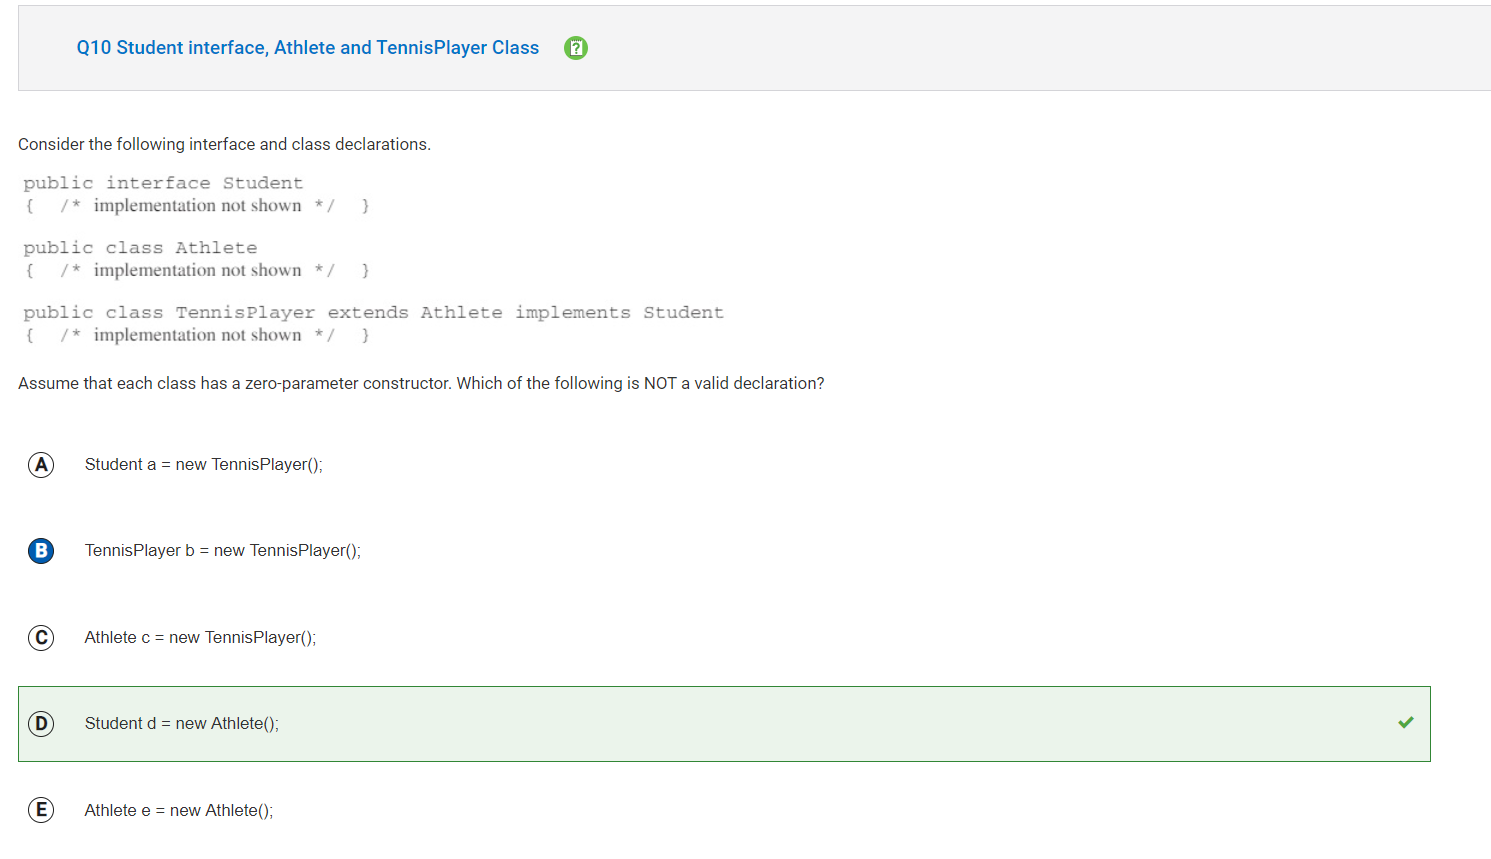 Q10 Student interface, Athlete and TennisPlayer Class
Consider the following interface and class declarations.
public interface Student
{ /* implementation not shown */ }
public class Athlete
{ /* implementation not shown */ }
public class TennisPlayer extends Athlete implements Student
{ /* implementation not shown */ }
Assume that each class has a zero-parameter constructor. Which of the following is NOT a valid declaration?
A Student a = new TennisPlayer();
B TennisPlayer b = new TennisPlayer();
C Athlete c = new TennisPlayer();
D Student d = new Athlete();
E Athlete e = new Athlete();